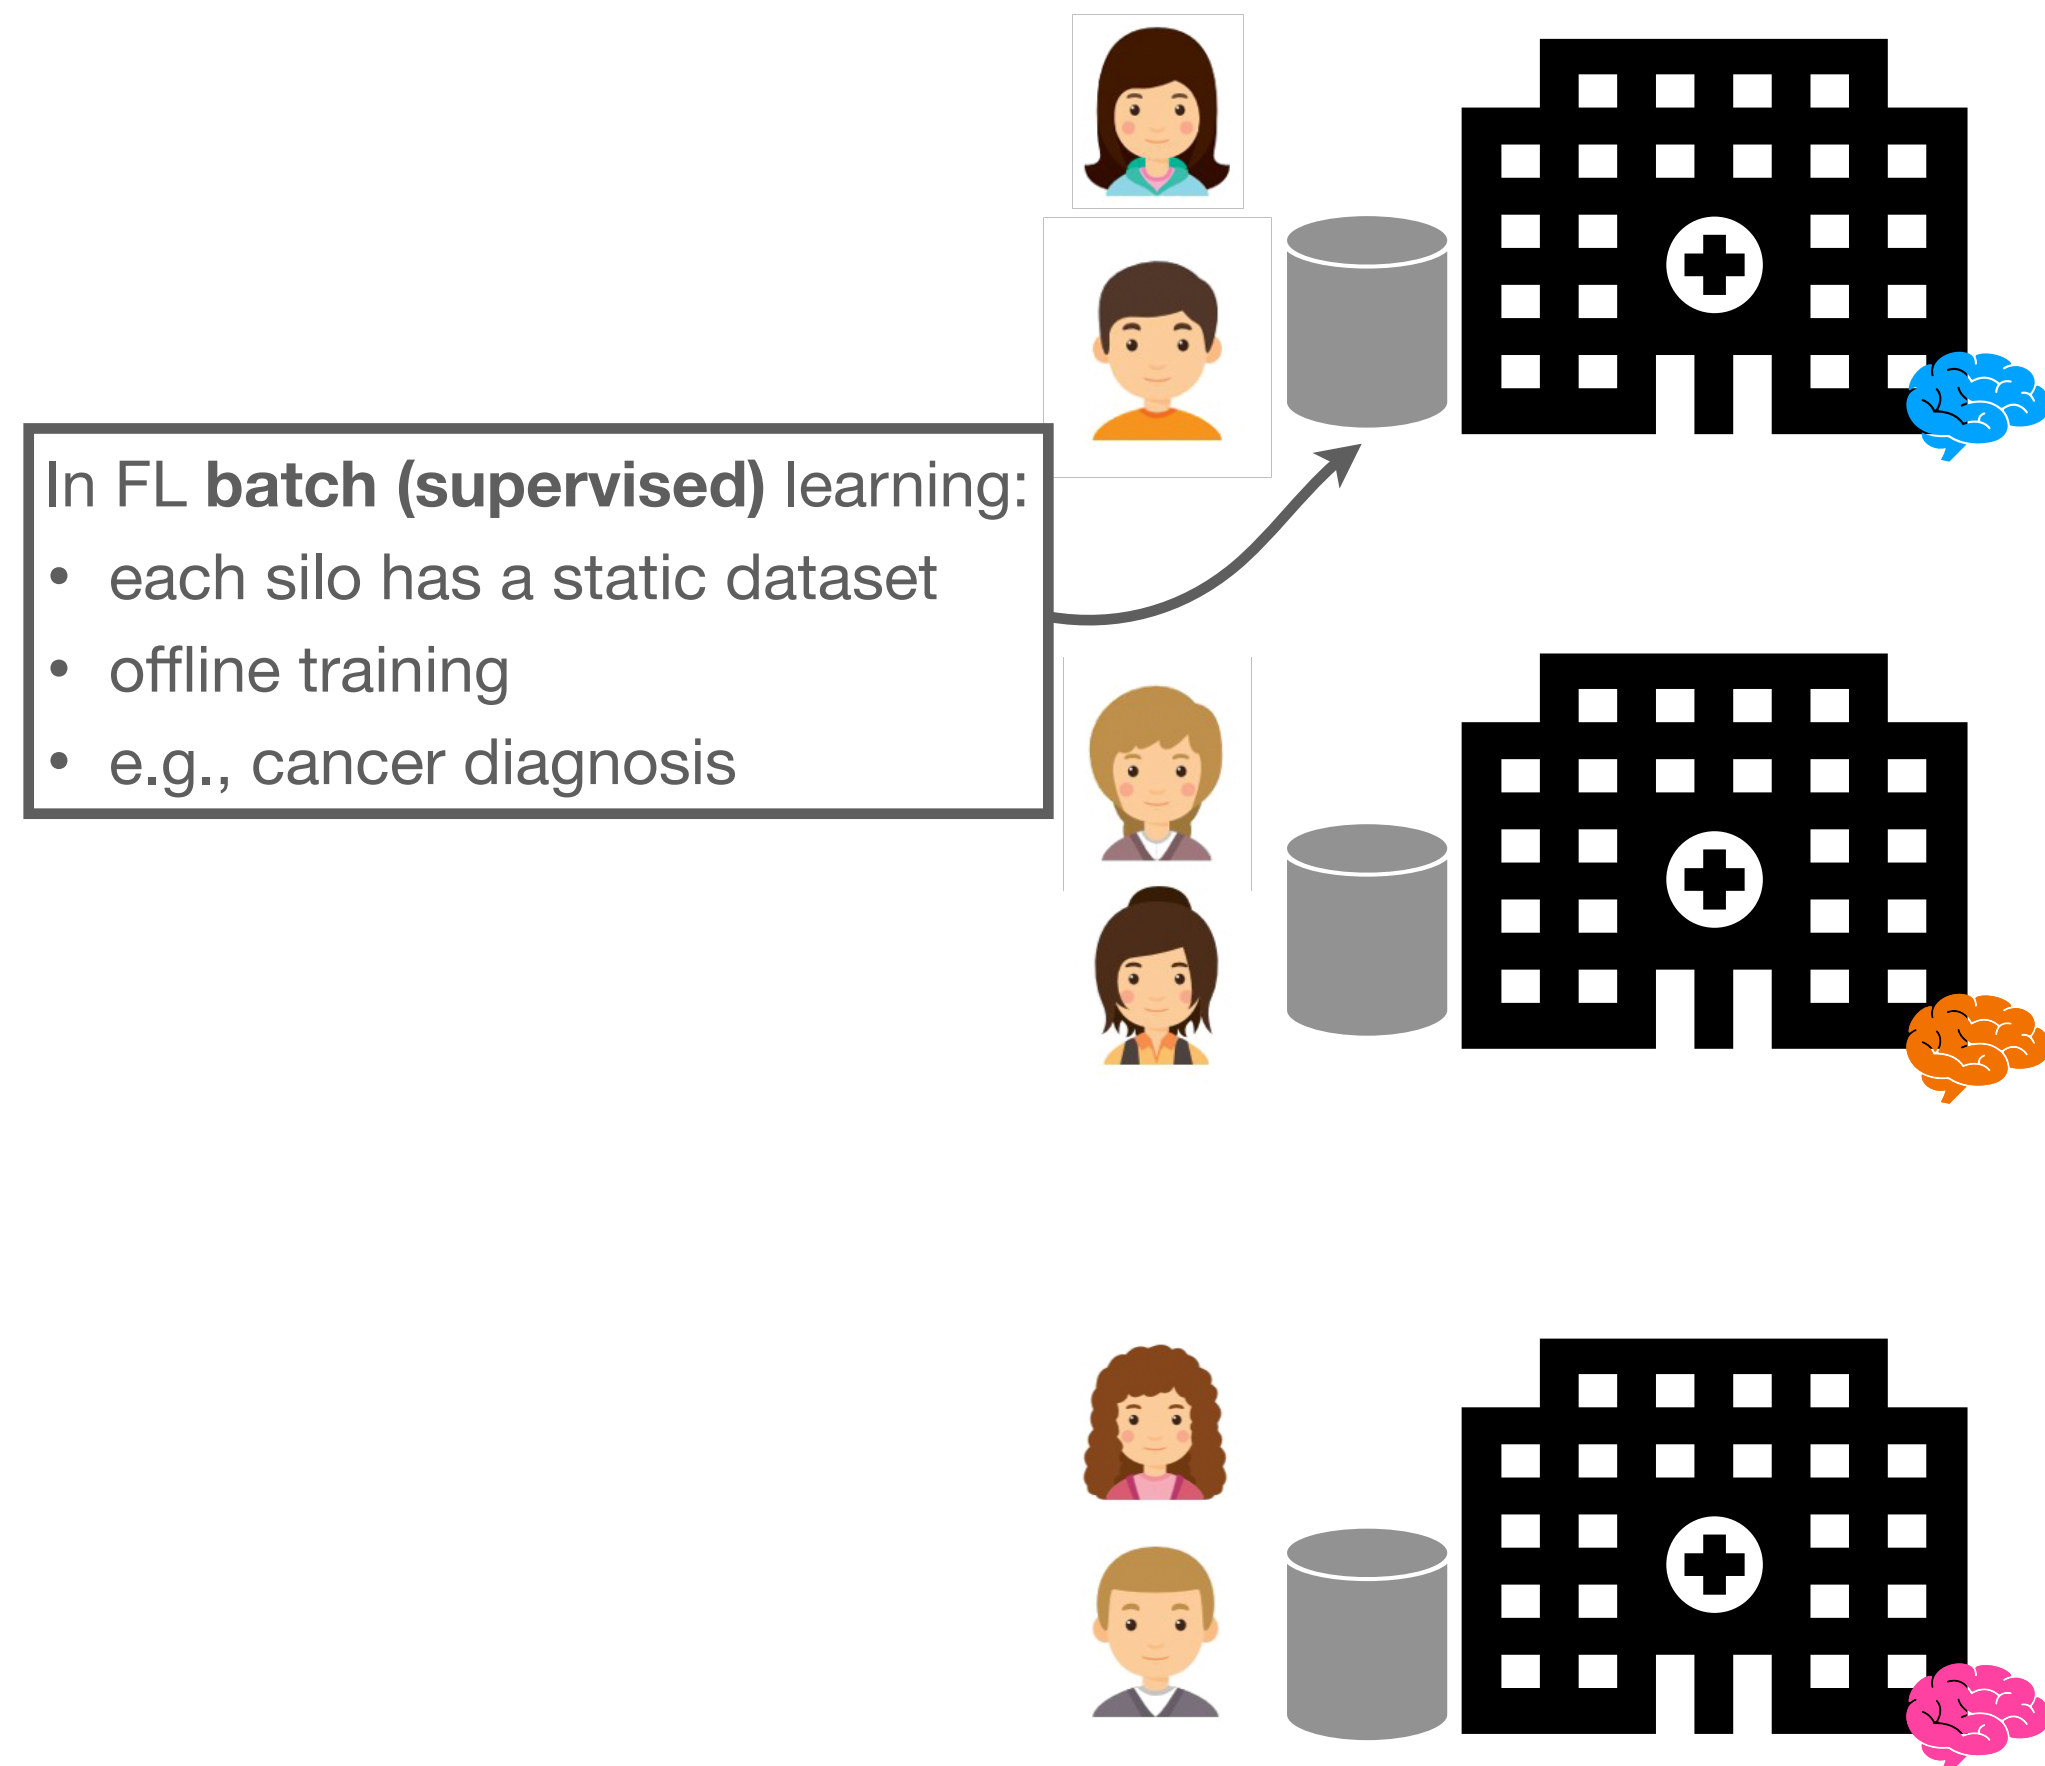 In FL batch (supervised) learning:
• each silo has a static dataset
• offline training
• e.g., cancer diagnosis